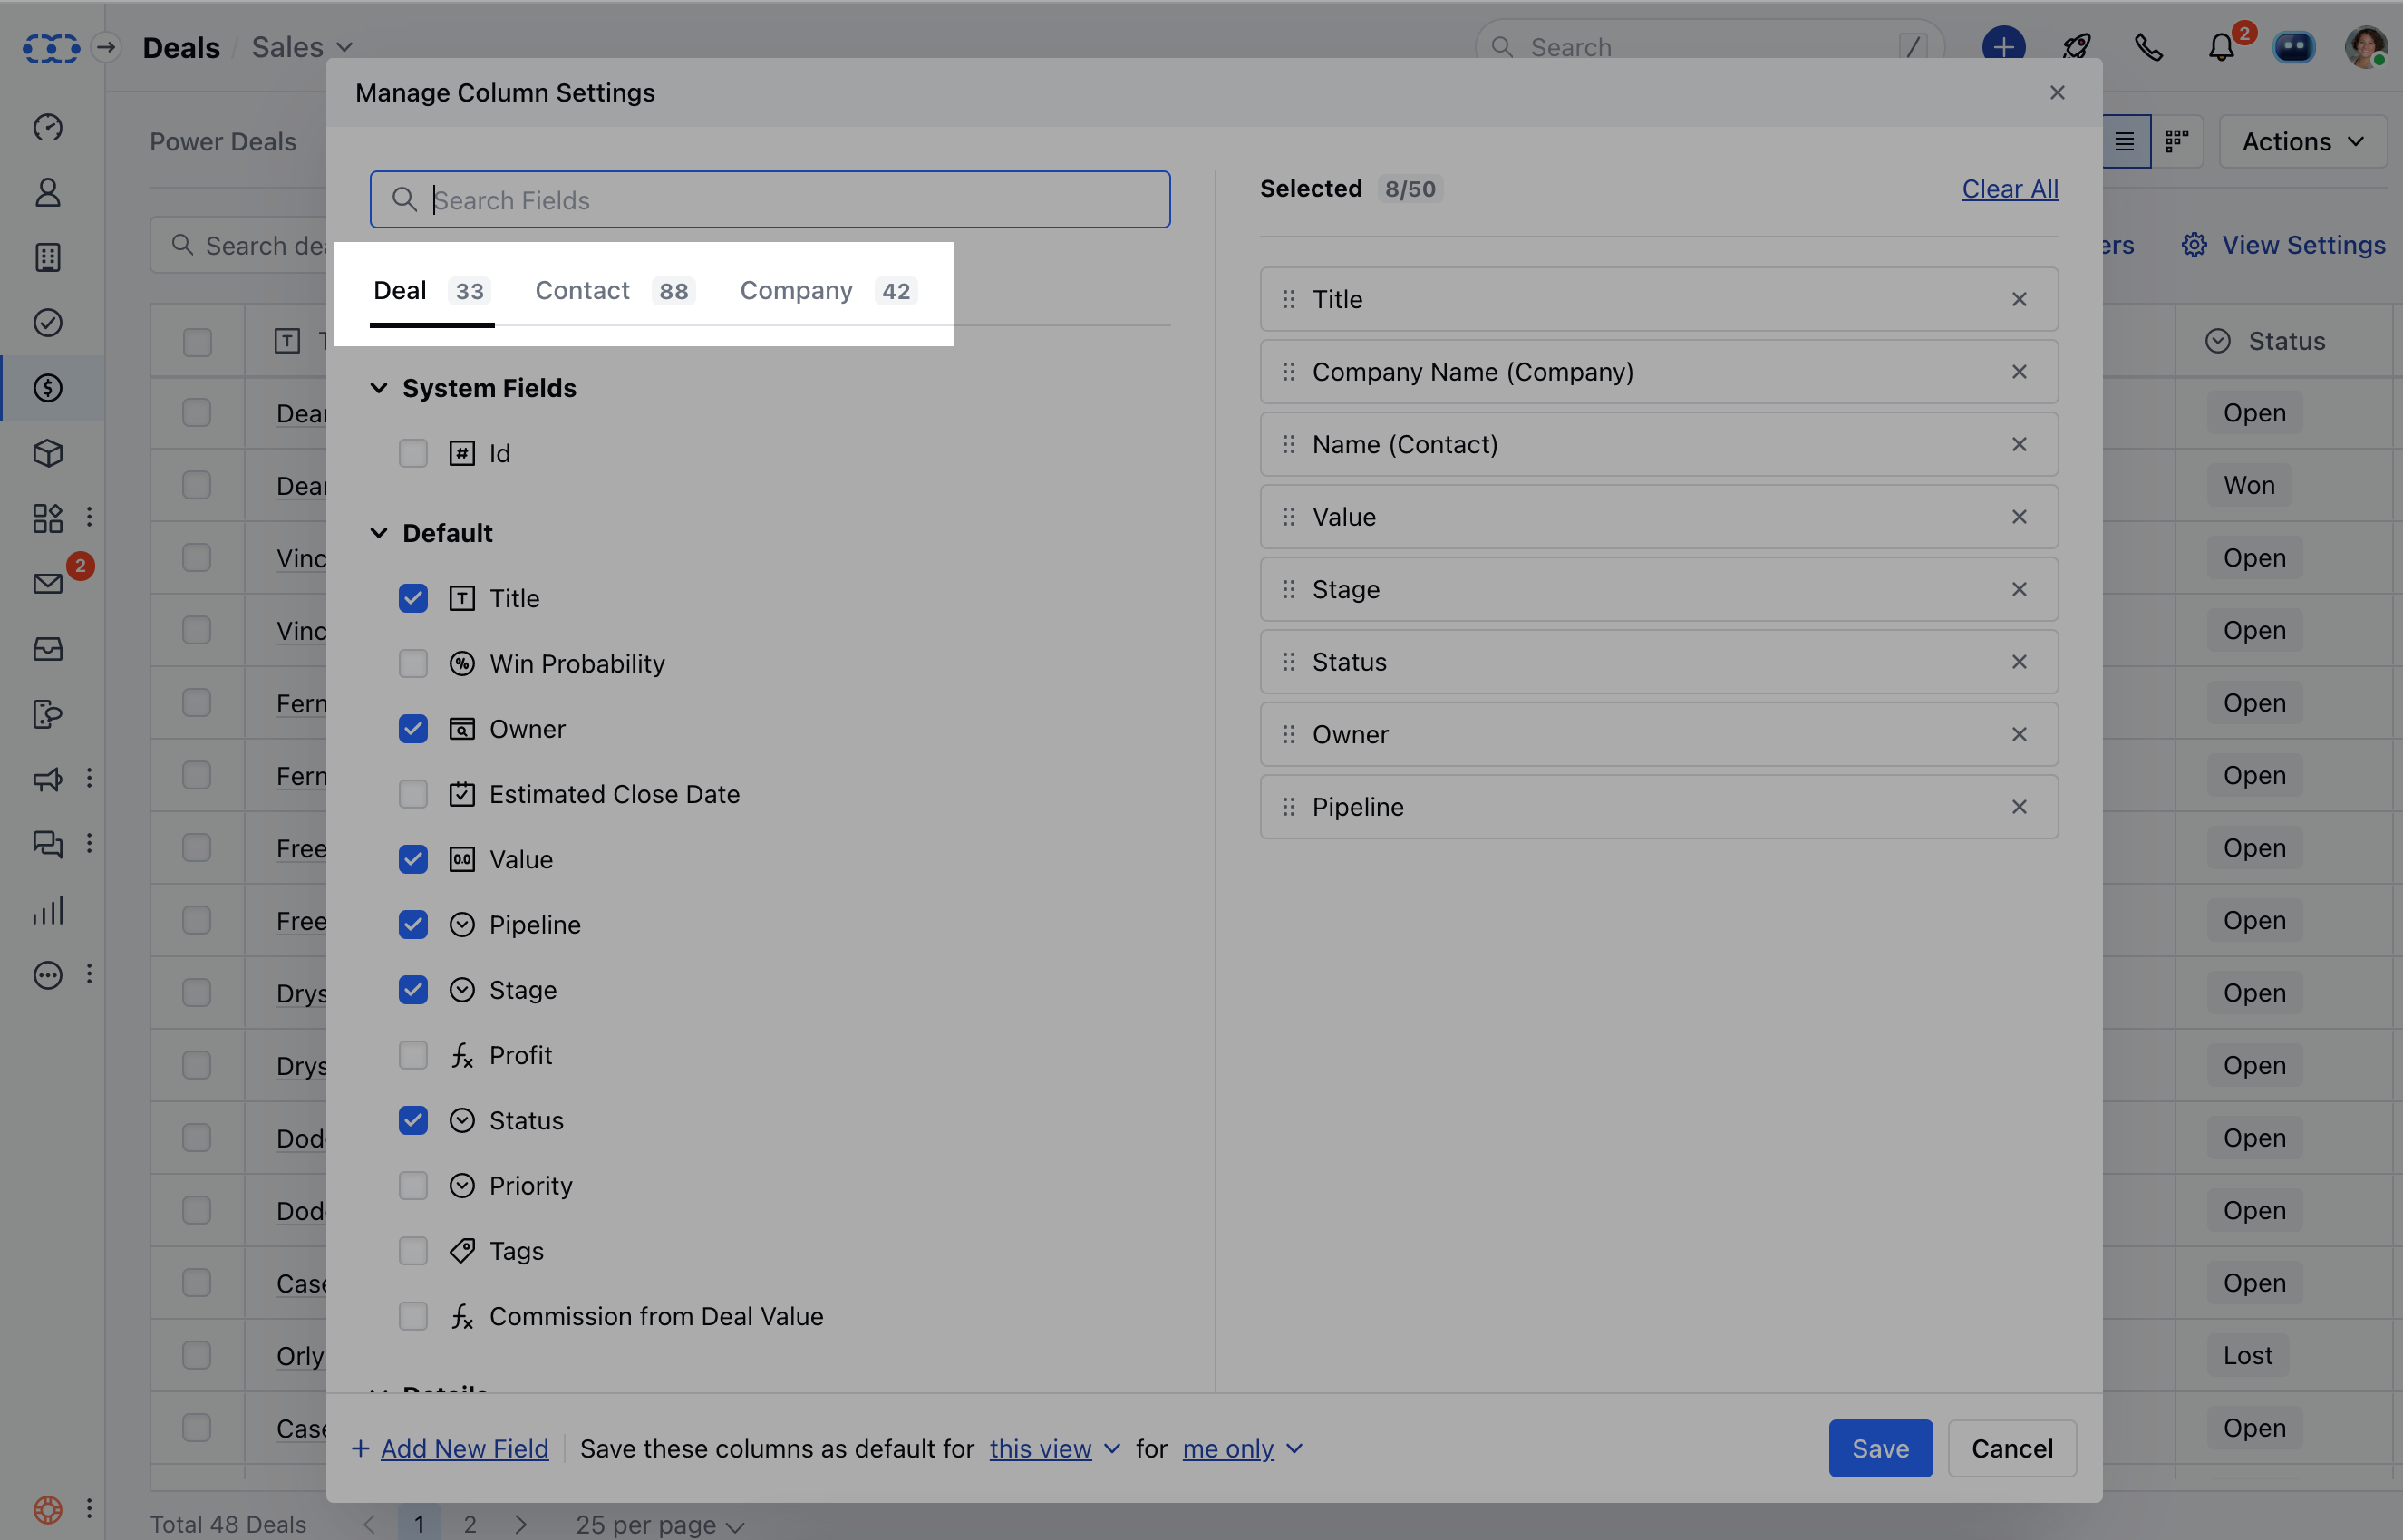 Deals / Sales
Search /
2
Manage Column Settings
Power Deals
Actions
Search Fields
Selected 8/50
Clear All
Search dea
ers
View Settings
Deal 33 Contact 88 Company 42
Title
Status
System Fields
Company Name (Company)
Dear
Open
Id
Name (Contact)
Dear
Won
Default
Value
Vinc
Open
2
Title
Stage
Vinc
Open
Win Probability
Status
Fern
Open
Owner
Owner
Fern
Open
Estimated Close Date
Pipeline
Free
Open
Value
Free
Open
Pipeline
Drys
Open
Stage
Drys
Open
Profit
Dod
Open
Status
Dod
Open
Priority
Case
Open
Tags
Orly
Lost
Commission from Deal Value
Case
Open
Details
+ Add New Field
Save these columns as default for this view for me only
Save
Cancel
Total 48 Deals
1 2
25 per page